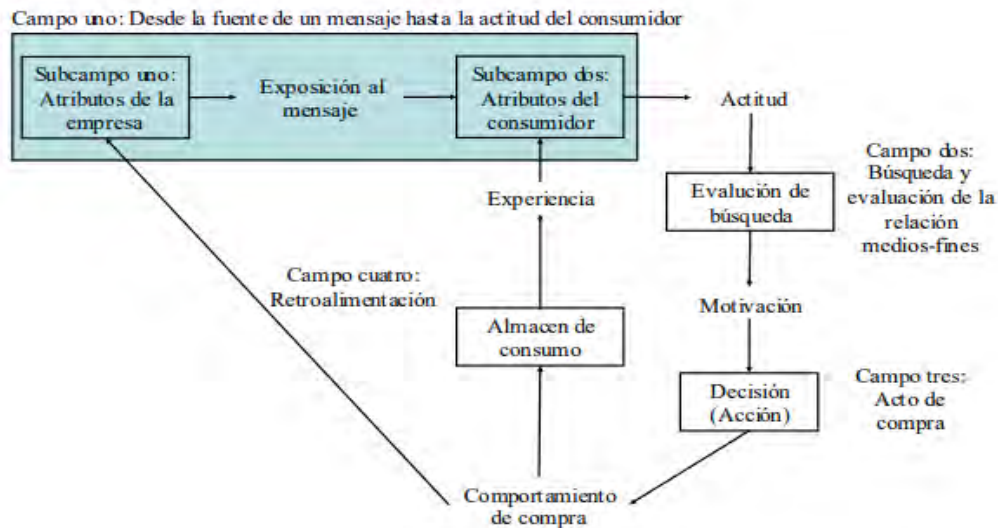 Campo uno: Desde la fuente de un mensaje hasta la actitud del consumidor
Subcampo uno:
Atributos de la
empresa
Exposición al
mensaje
Subcampo dos:
Atributos del
consumidor
Actitud
Campo dos:
Búsqueda y
evaluación de la
relación
medios-fines
Evalución de
búsqueda
Experiencia
Campo cuatro:
Retroalimentación
Motivación
Almacen de
consumo
Decisión
(Acción)
Campo tres:
Acto de
compra
Comportamiento
de compra